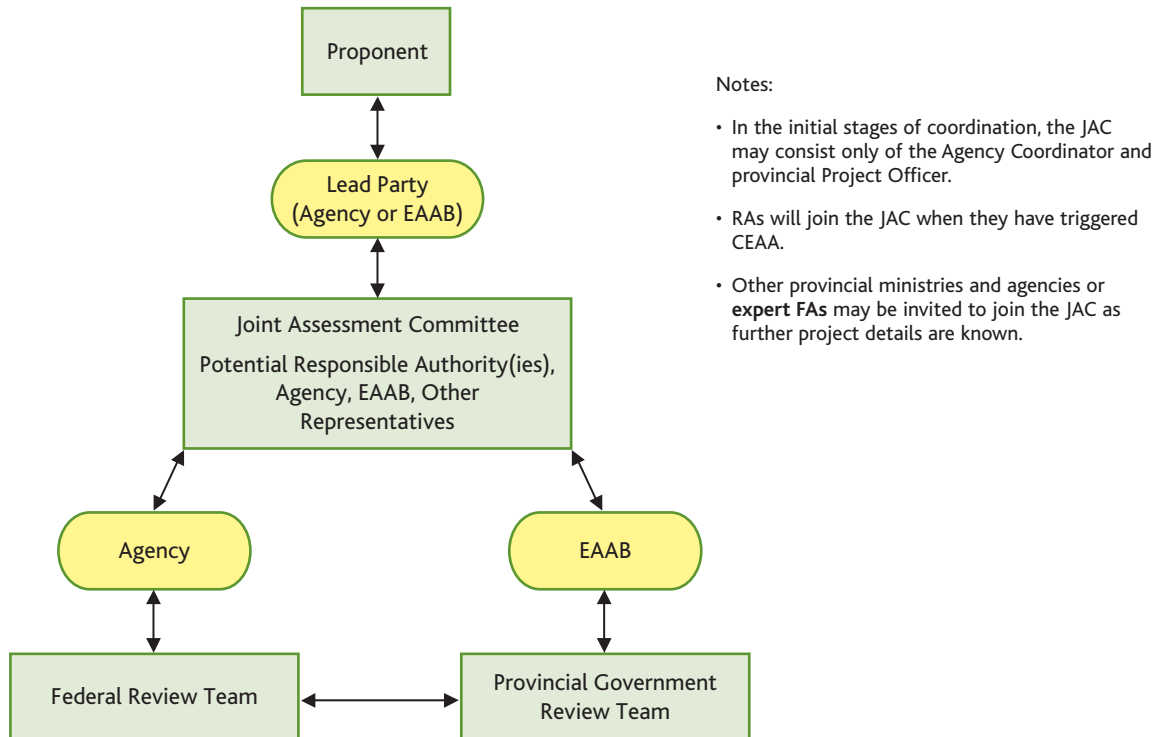 Proponent
Lead Party
(Agency or EAAB)
Joint Assessment Committee
Potential Responsible Authority(ies),
Agency, EAAB, Other
Representatives
Agency
EAAB
Federal Review Team
Provincial Government
Review Team
Notes:
• In the initial stages of coordination, the JAC
may consist only of the Agency Coordinator and
provincial Project Officer.
• RAs will join the JAC when they have triggered
CEAA.
• Other provincial ministries and agencies or
expert FAs may be invited to join the JAC as
further project details are known.